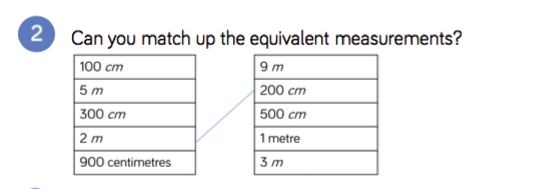 2
Can you match up the equivalent measurements?
100 cm
9 m
5 m
200 cm
300 cm
500 cm
2 m
1 metre
900 centimetres
3 m